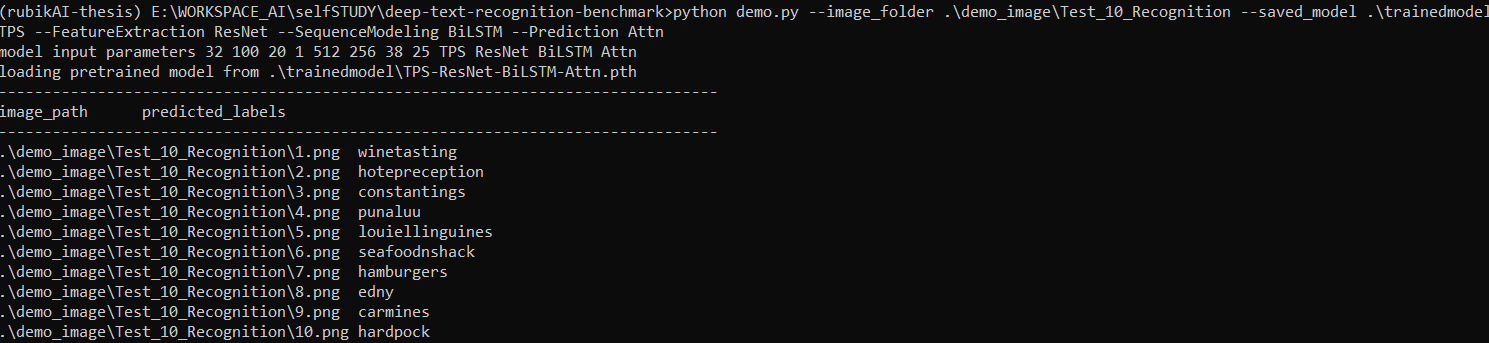 (rubikAI-thesis) E:\WORKSPACE_AI\selfSTUDY\deep-text-recognition-benchmark>python demo.py --image_folder .\demo_image\Test_10_Recognition --saved_model .\trainedmodel
TPS --FeatureExtraction ResNet --SequenceModeling BiLSTM --Prediction Attn
model input parameters 32 100 20 1 512 256 38 25 TPS ResNet BiLSTM Attn
loading pretrained model from .\trainedmodel\TPS-ResNet-BiLSTM-Attn.pth
--------------------------------------------------------------------------------
image_path      predicted_labels
--------------------------------------------------------------------------------
.\demo_image\Test_10_Recognition\1.png  winetasting
.\demo_image\Test_10_Recognition\2.png  hotepreception
.\demo_image\Test_10_Recognition\3.png  constantings
.\demo_image\Test_10_Recognition\4.png  punaluu
.\demo_image\Test_10_Recognition\5.png  louiellinguines
.\demo_image\Test_10_Recognition\6.png  seafoodnshack
.\demo_image\Test_10_Recognition\7.png  hamburgers
.\demo_image\Test_10_Recognition\8.png  edny
.\demo_image\Test_10_Recognition\9.png  carmines
.\demo_image\Test_10_Recognition\10.png hardpock